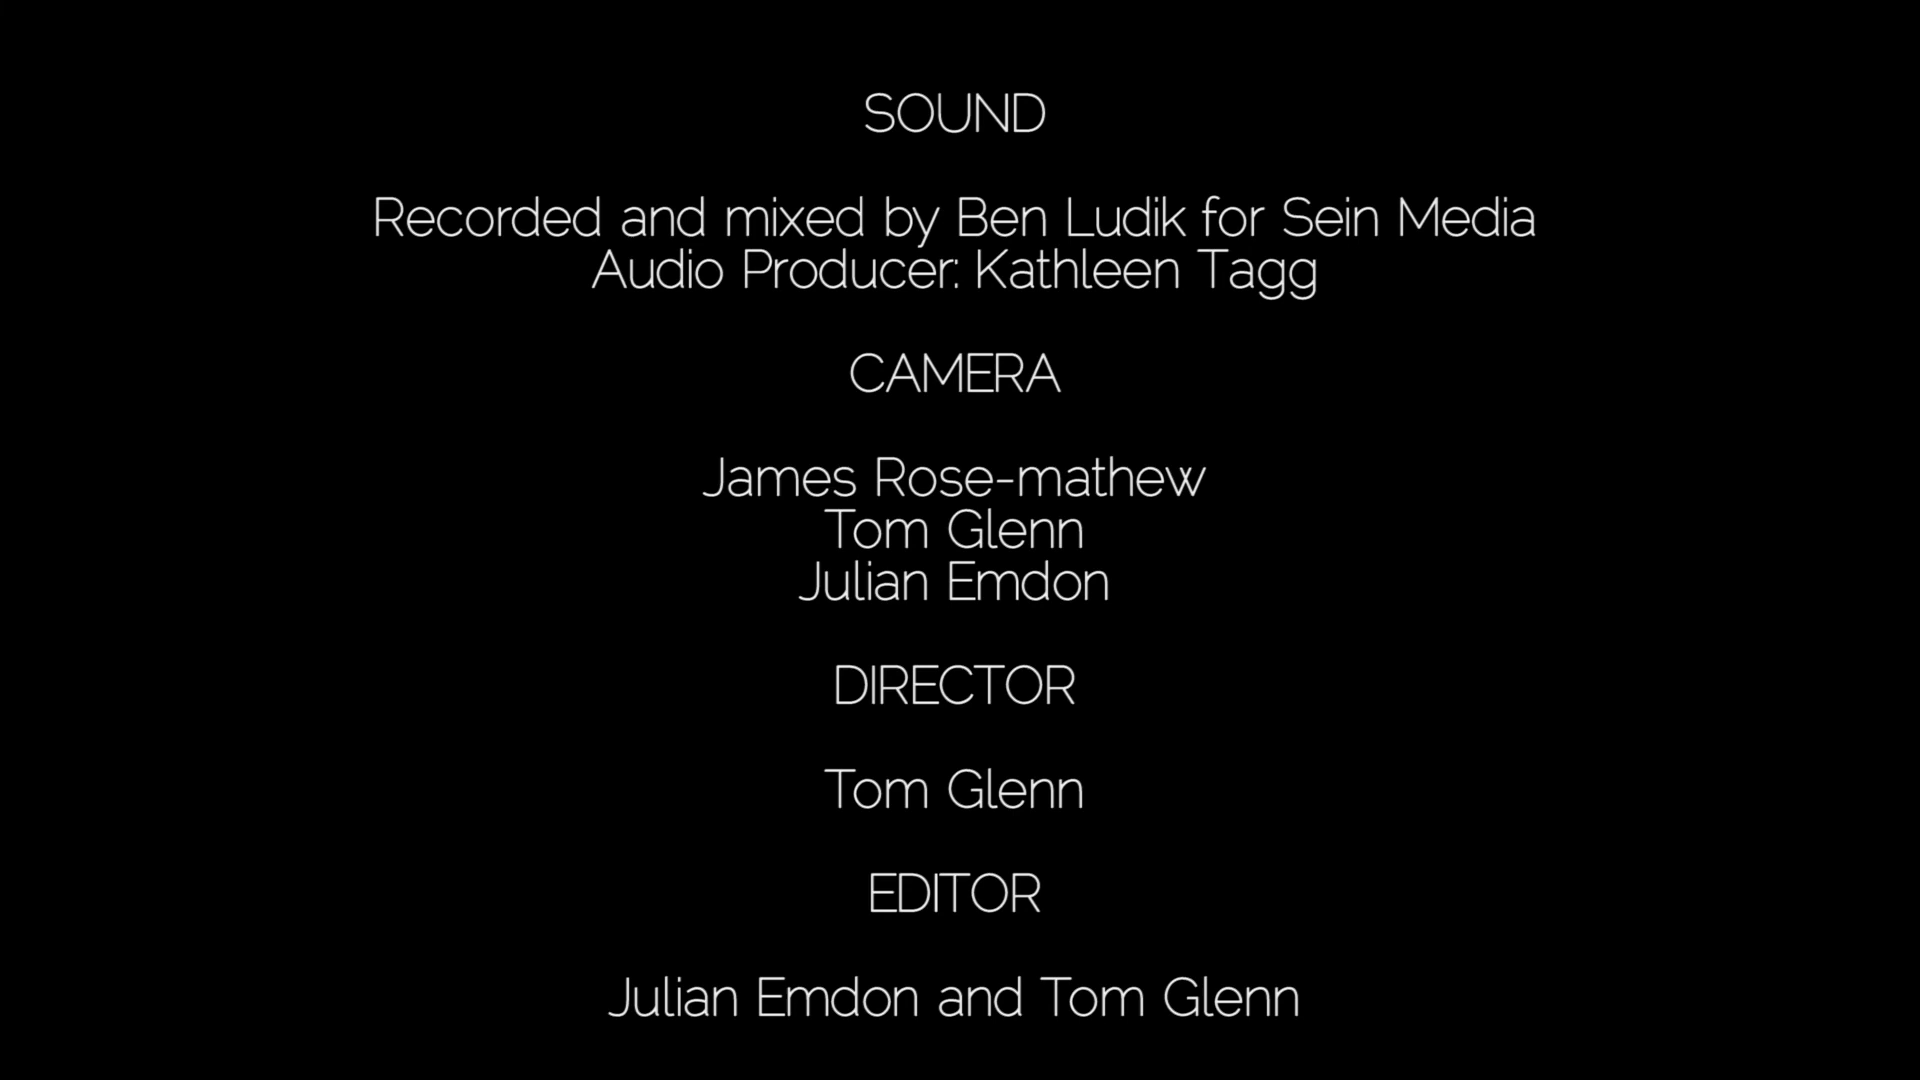 SOUND
Recorded and mixed by Ben Ludik for Sein Media
Audio Producer: Kathleen Tagg
CAMERA
James Rose-mathew
Tom Glenn
Julian Emdon
DIRECTOR
Tom Glenn
EDITOR
Julian Emdon and Tom Glenn